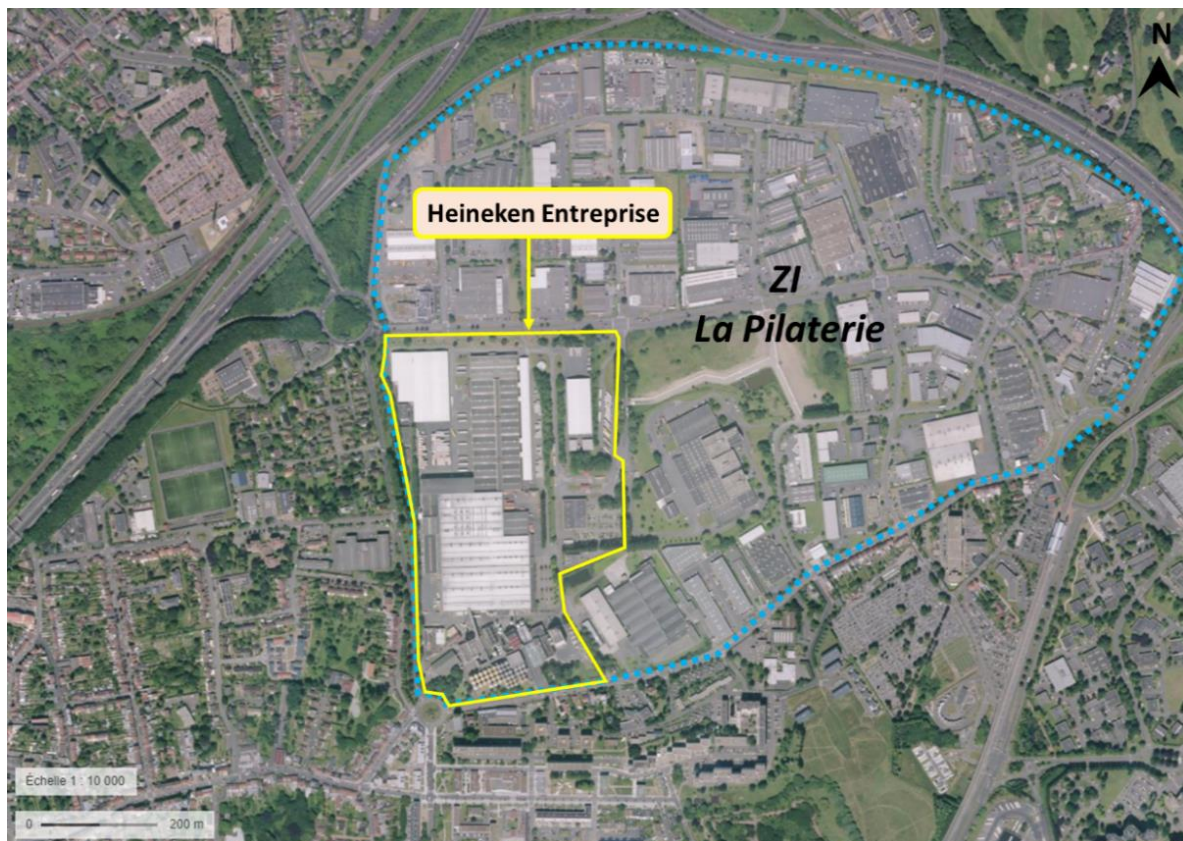 N
Heineken Entreprise
ZI
La Pilaterie
Échelle 1 : 10 000
0 200 m